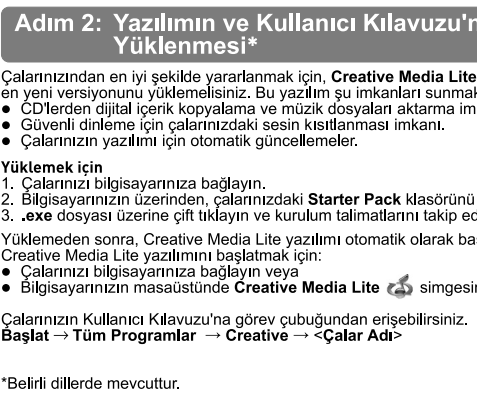 Adım 2: Yazılımın ve Kullanıcı Kılavuzu'n
Yüklenmesi*
Çalarınızından en iyi şekilde yararlanmak için, Creative Media Lite
en yeni versiyonunu yüklemelisiniz. Bu yazılım şu imkanları sunmak
● CD'lerden dijital içerik kopyalama ve müzik dosyaları aktarma im
● Güvenli dinleme için çalarınızdaki sesin kısıtlanması imkanı.
● Çalarınızın yazılımı için otomatik güncellemeler.
Yüklemek için
1. Çalarınızı bilgisayarınıza bağlayın.
2. Bilgisayarınızın üzerinden, çalarınızdaki Starter Pack klasörünü
3. .exe dosyası üzerine çift tıklayın ve kurulum talimatlarını takip ed
Yüklemeden sonra, Creative Media Lite yazılımı otomatik olarak baş
Creative Media Lite yazılımını başlatmak için:
● Çalarınızı bilgisayarınıza bağlayın veya
● Bilgisayarınızın masaüstünde Creative Media Lite simgesin
Çalarınızın Kullanıcı Kılavuzu'na görev çubuğundan erişebilirsiniz.
Başlat → Tüm Programlar → Creative → <Çalar Adı>
*Belirli dillerde mevcuttur.